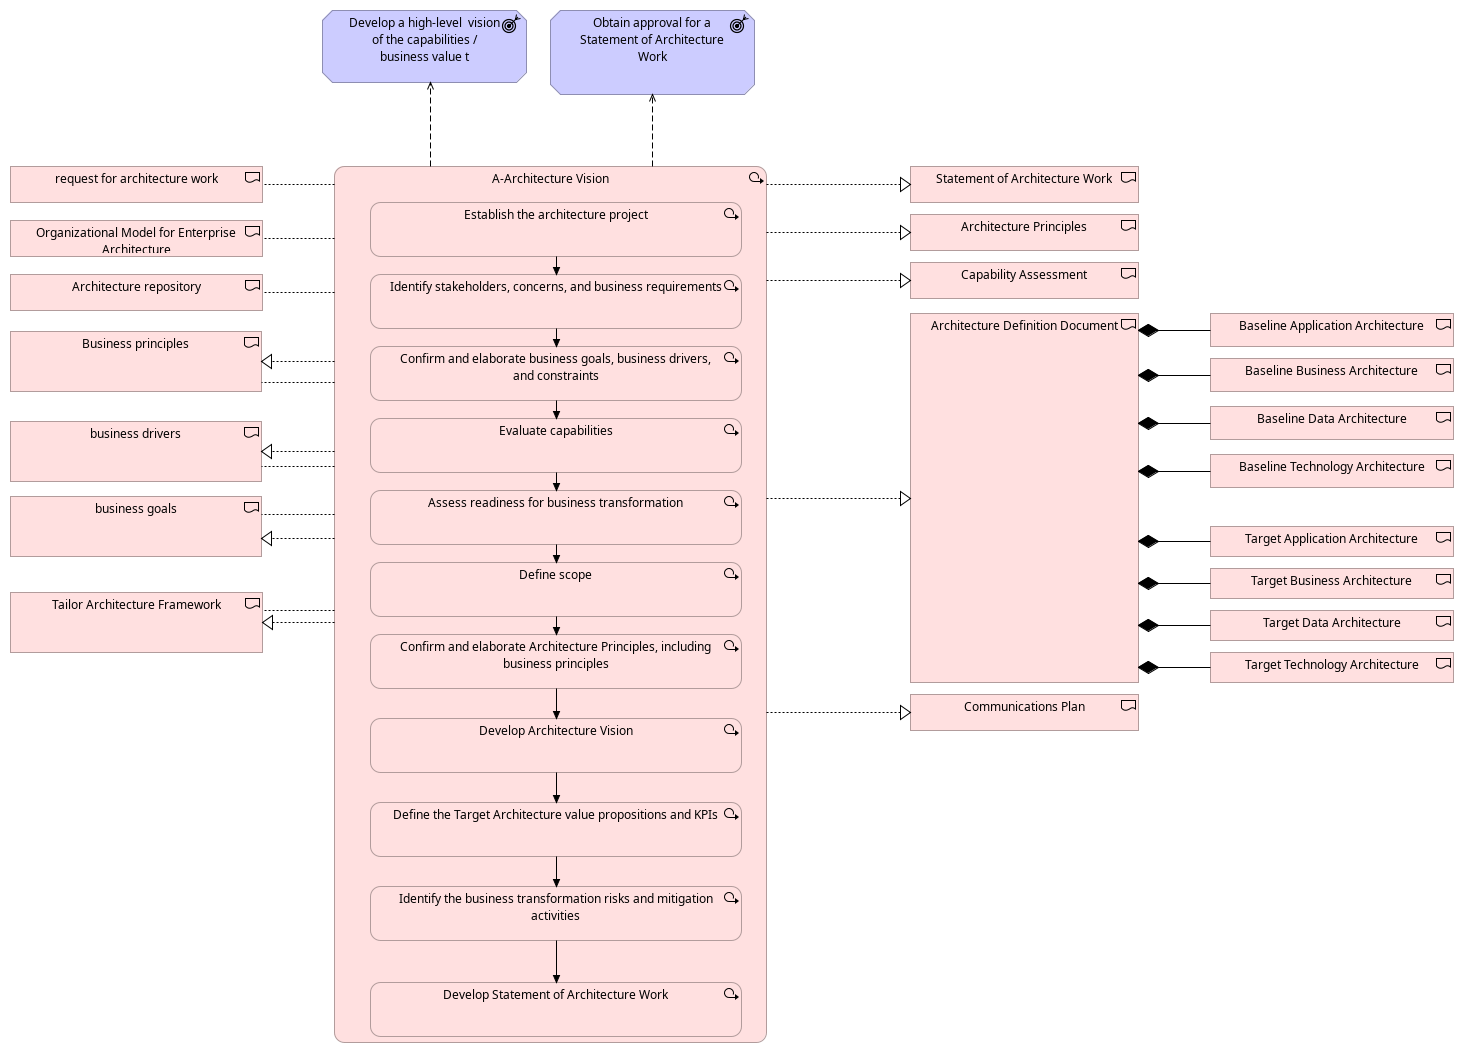 Develop a high-level  vision
of the capabilities /
business value t
Obtain approval for a
Statement of Architecture
Work
request for architecture work
Organizational Model for Enterprise
Architecture
Architecture repository
Business principles
business drivers
business goals
Tailor Architecture Framework
A-Architecture Vision
Establish the architecture project
Identify stakeholders, concerns, and business requirements
Confirm and elaborate business goals, business drivers,
and constraints
Evaluate capabilities
Assess readiness for business transformation
Define scope
Confirm and elaborate Architecture Principles, including
business principles
Develop Architecture Vision
Define the Target Architecture value propositions and KPIs
Identify the business transformation risks and mitigation
activities
Develop Statement of Architecture Work
Statement of Architecture Work
Architecture Principles
Capability Assessment
Architecture Definition Document
Communications Plan
Baseline Application Architecture
Baseline Business Architecture
Baseline Data Architecture
Baseline Technology Architecture
Target Application Architecture
Target Business Architecture
Target Data Architecture
Target Technology Architecture